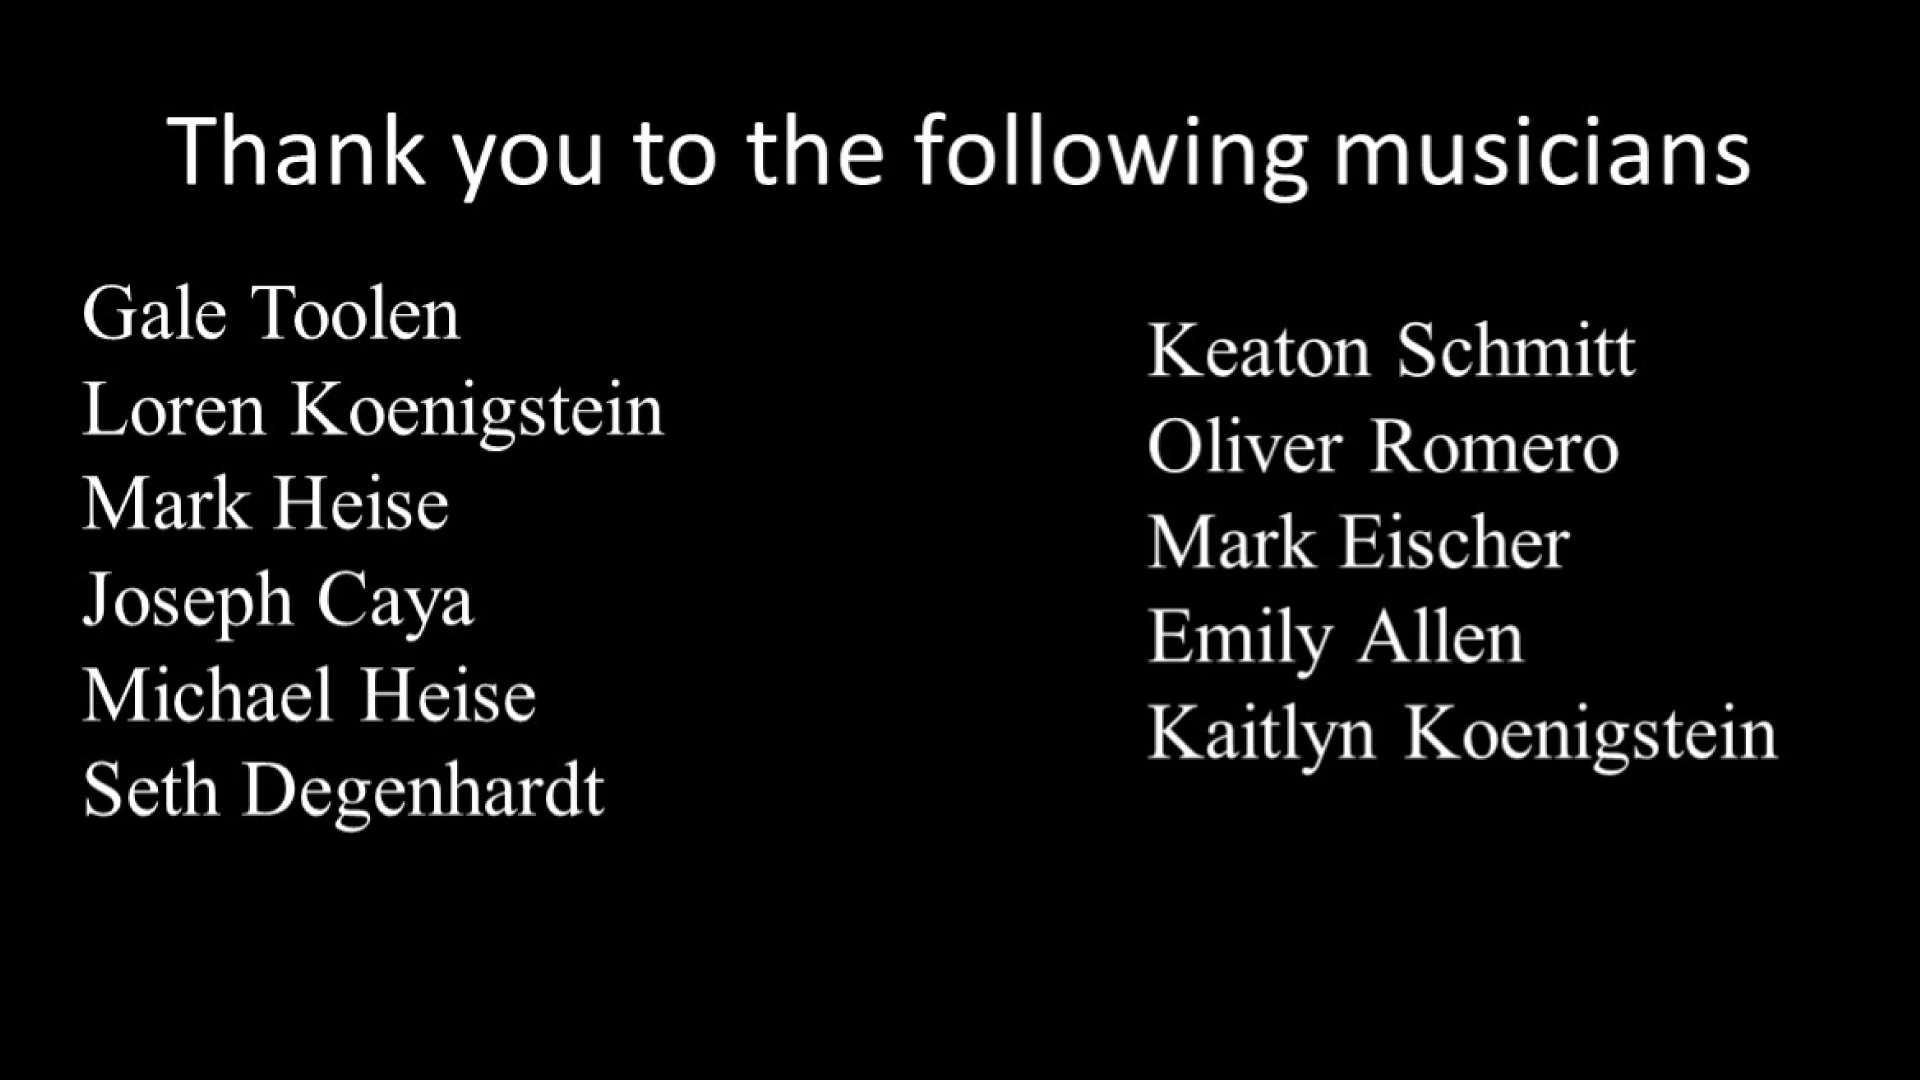 Thank you to the following musicians
Gale Toolen
Loren Koenigstein
Mark Heise
Joseph Caya
Michael Heise
Seth Degenhardt
Keaton Schmitt
Oliver Romero
Mark Eischer
Emily Allen
Kaitlyn Koenigstein